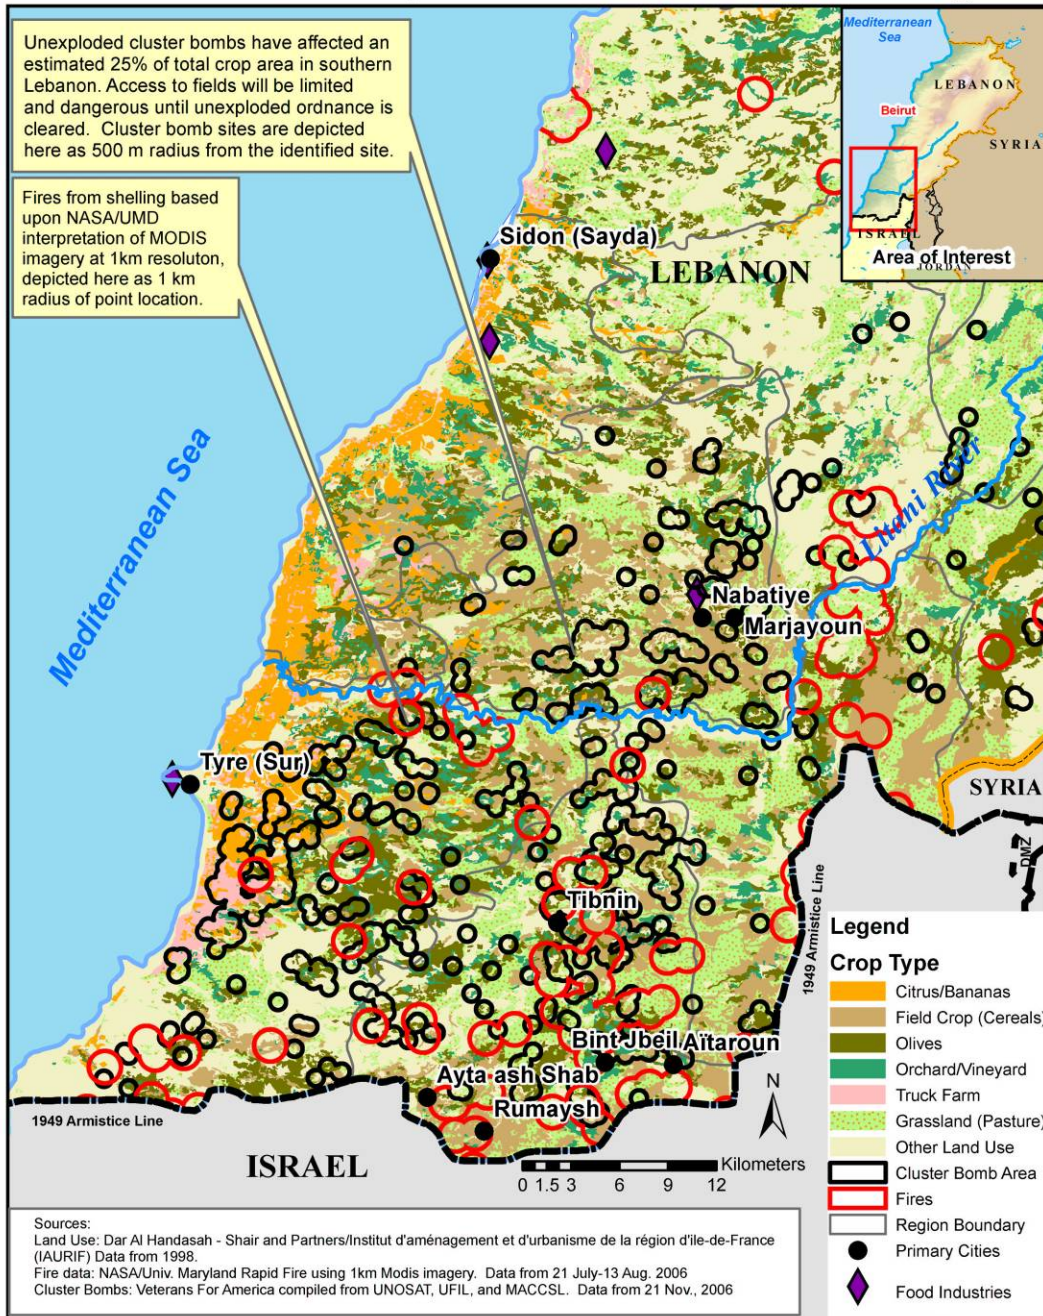 Unexploded cluster bombs have affected an
estimated 25% of total crop area in southern
Lebanon. Access to fields will be limited
and dangerous until unexploded ordnance is
cleared. Cluster bomb sites are depicted
here as 500 m radius from the identified site.
Fires from shelling based
upon NASA/UMD
interpretation of MODIS
imagery at 1km resoluton,
depicted here as 1 km
radius of point location.
Mediterranean
Sea
LEBANON
Beirut
SYRIA
ISRAEL
Area of Interest
JORDAN
Sidon (Sayda)
LEBANON
Mediterranean Sea
Litani River
Nabatiye
Marjayoun
Tyre (Sur)
SYRIA
DMZ
Tibnin
1949 Armistice Line
Bint Jbeil
Aïtaroun
Ayta ash Shab
Rumaysh
1949 Armistice Line
ISRAEL
N
Kilometers
0 1.5 3 6 9 12
Legend
Crop Type
Citrus/Bananas
Field Crop (Cereals)
Olives
Orchard/Vineyard
Truck Farm
Grassland (Pasture)
Other Land Use
Cluster Bomb Area
Fires
Region Boundary
Primary Cities
Food Industries
Sources:
Land Use: Dar Al Handasah - Shair and Partners/Institut d'aménagement et d'urbanisme de la région d'ile-de-France
(IAURIF) Data from 1998.
Fire data: NASA/Univ. Maryland Rapid Fire using 1km Modis imagery. Data from 21 July-13 Aug. 2006
Cluster Bombs: Veterans For America compiled from UNOSAT, UFIL, and MACCSL. Data from 21 Nov., 2006